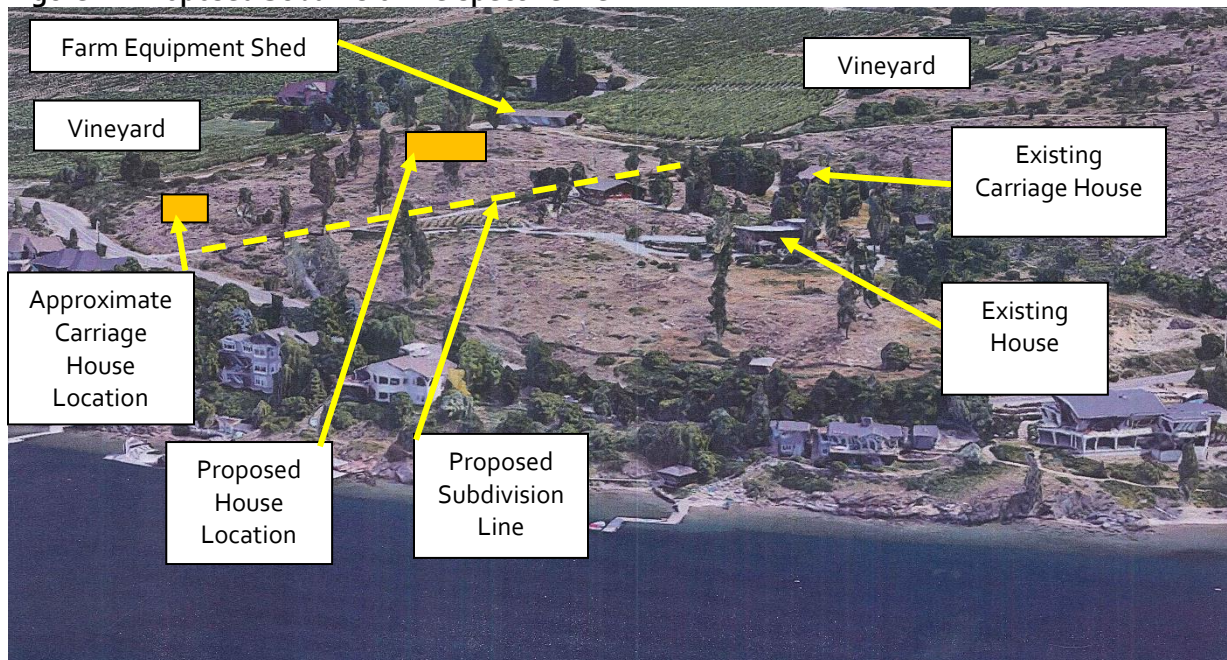 Farm Equipment Shed
Vineyard
Vineyard
Existing
Carriage House
Approximate
Carriage
House
Location
Existing
House
Proposed
House
Location
Proposed
Subdivision
Line